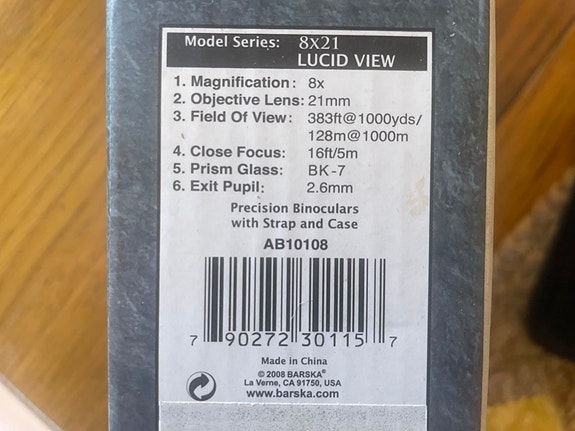 Model Series: 8x21
LUCID VIEW
1. Magnification: 8x
2. Objective Lens: 21mm
3. Field Of View: 383ft@1000yds/
128m@1000m
4. Close Focus: 16ft/5m
5. Prism Glass: BK-7
6. Exit Pupil: 2.6mm
Precision Binoculars
with Strap and Case
AB10108
7 90272 30115 7
Made in China
© 2008 BARSKA®
La Verne, CA 91750, USA
www.barska.com